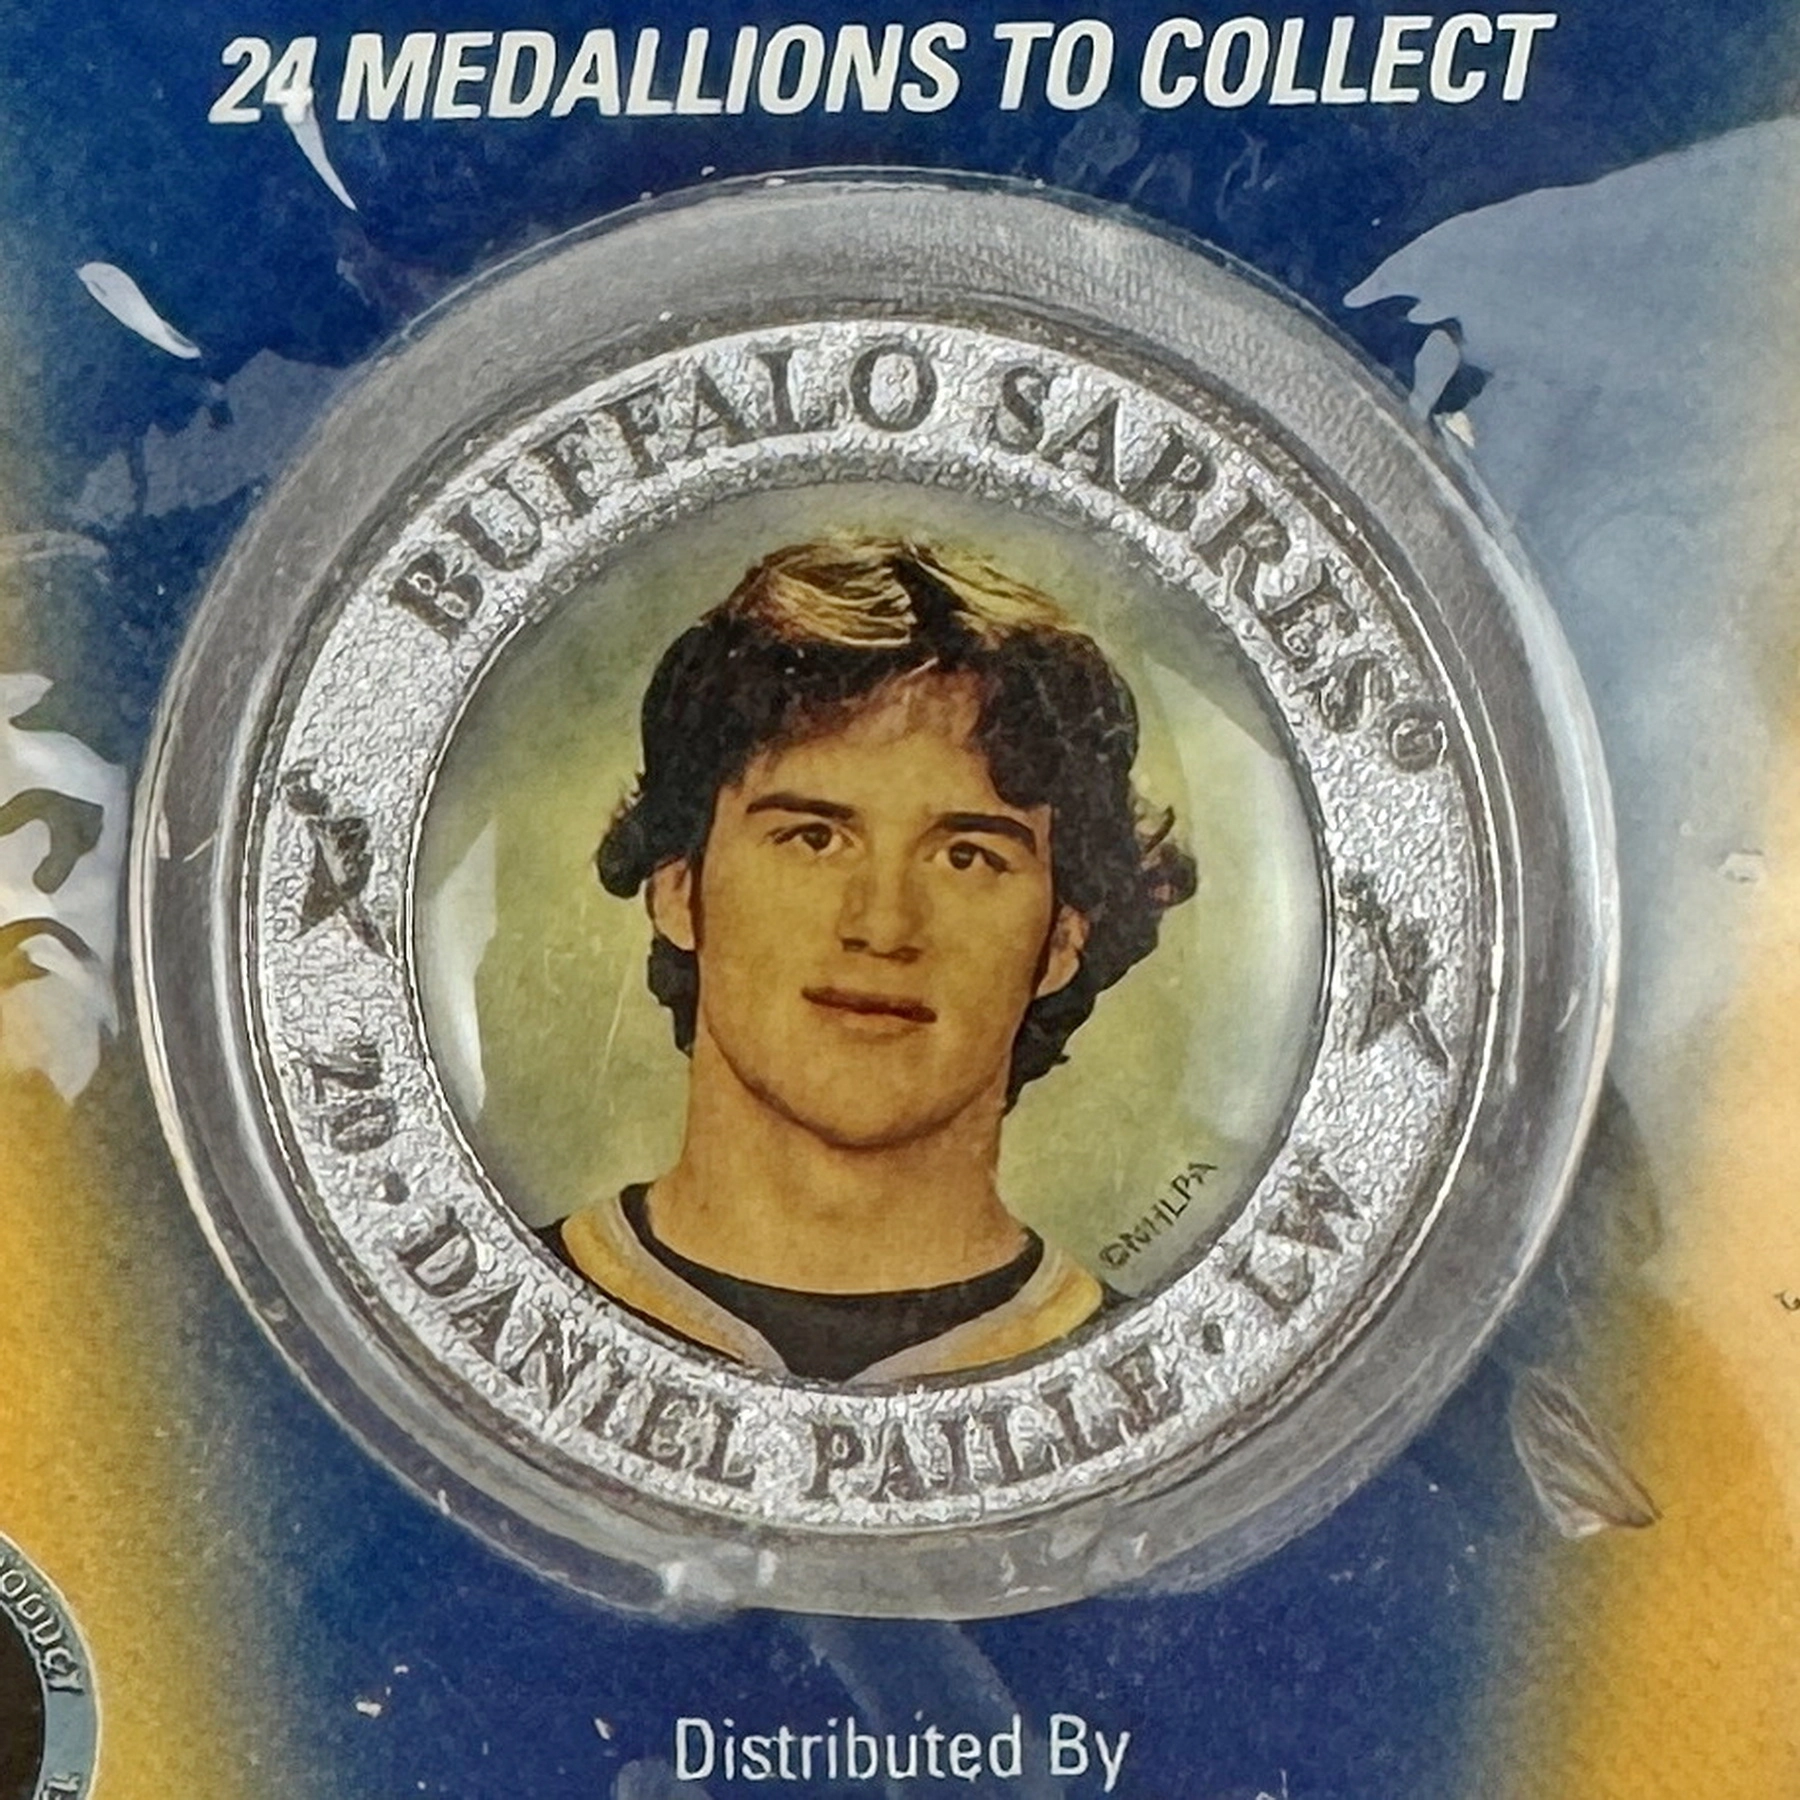 24 MEDALLIONS TO COLLECT
BUFFALO SABRES®
20 • DANIEL PAILLE • LW
©NHLPA
Distributed By